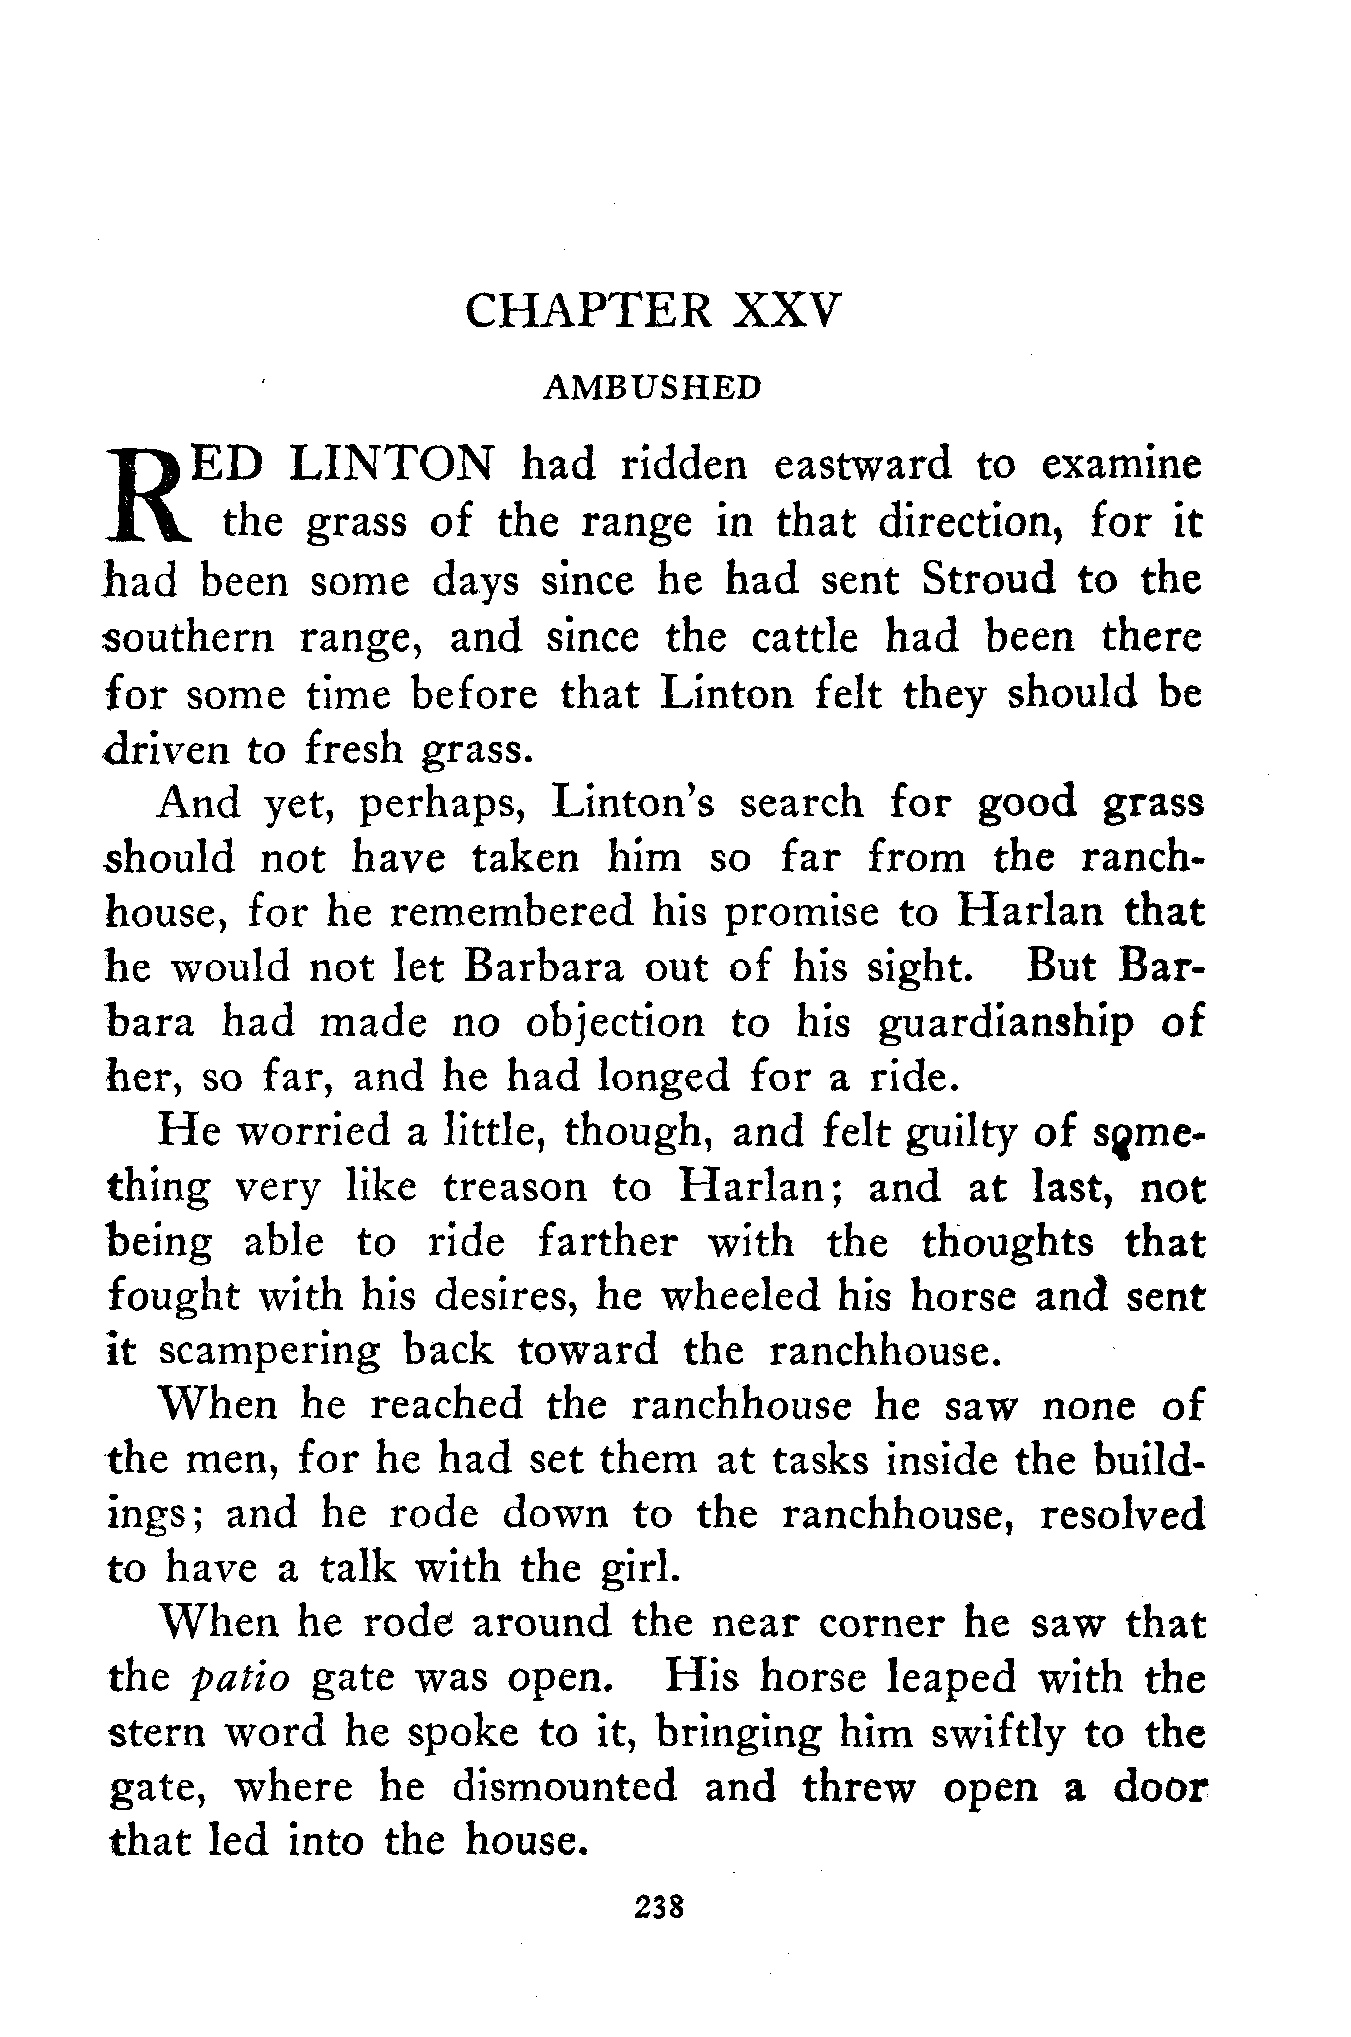 CHAPTER XXV
AMBUSHED
RED LINTON had ridden eastward to examine
the grass of the range in that direction, for it
had been some days since he had sent Stroud to the
southern range, and since the cattle had been there
for some time before that Linton felt they should be
driven to fresh grass.
And yet, perhaps, Linton's search for good grass
should not have taken him so far from the ranch-
house, for he remembered his promise to Harlan that
he would not let Barbara out of his sight. But Bar-
bara had made no objection to his guardianship of
her, so far, and he had longed for a ride.
He worried a little, though, and felt guilty of some-
thing very like treason to Harlan; and at last, not
being able to ride farther with the thoughts that
fought with his desires, he wheeled his horse and sent
it scampering back toward the ranchhouse.
When he reached the ranchhouse he saw none of
the men, for he had set them at tasks inside the build-
ings; and he rode down to the ranchhouse, resolved
to have a talk with the girl.
When he rode around the near corner he saw that
the patio gate was open. His horse leaped with the
stern word he spoke to it, bringing him swiftly to the
gate, where he dismounted and threw open a door
that led into the house.
238